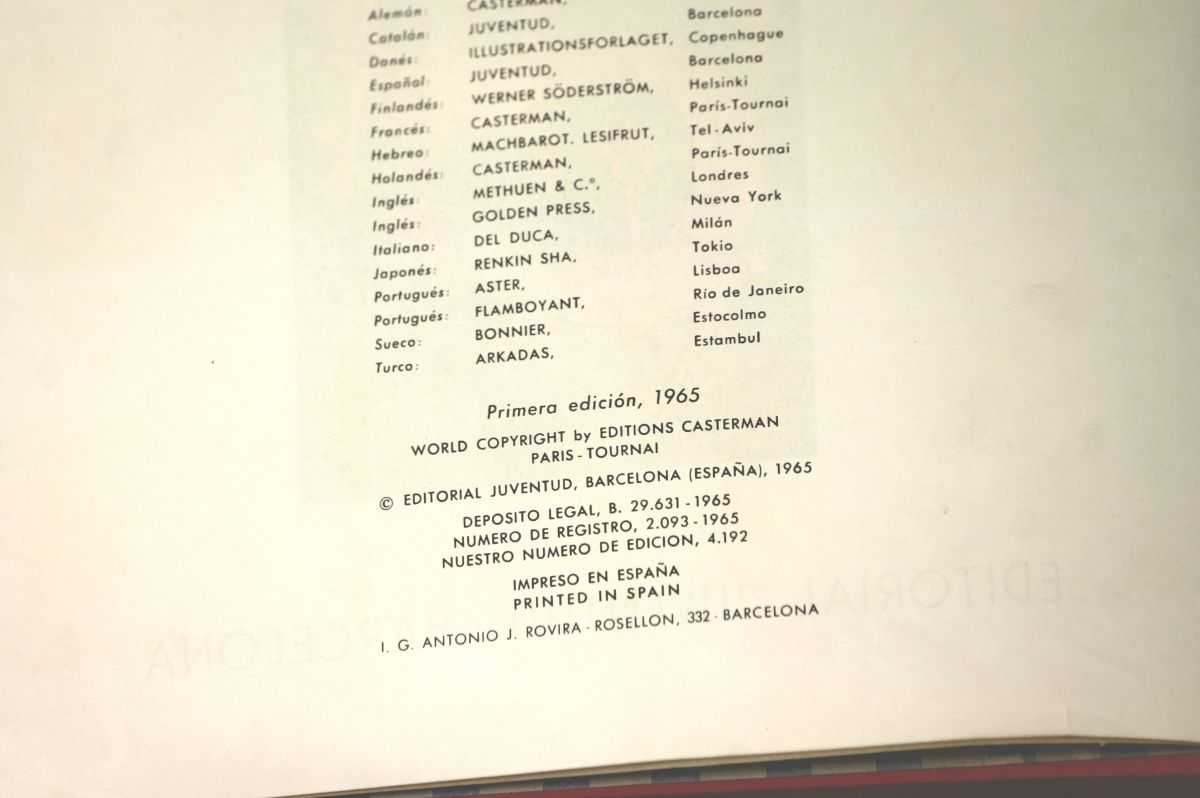 Alemán: CASTERMAN,
Catalán: JUVENTUD, Barcelona
Danés: ILLUSTRATIONSFORLAGET, Copenhague
Español: JUVENTUD, Barcelona
Finlandés: WERNER SÖDERSTRÖM, Helsinki
Francés: CASTERMAN, París-Tournai
Hebreo: MACHBAROT. LESIFRUT, Tel-Aviv
Holandés: CASTERMAN, París-Tournai
Inglés: METHUEN & C.º, Londres
Inglés: GOLDEN PRESS, Nueva York
Italiano: DEL DUCA, Milán
Japonés: RENKIN SHA, Tokio
Portugués: ASTER, Lisboa
Portugués: FLAMBOYANT, Río de Janeiro
Sueco: BONNIER, Estocolmo
Turco: ARKADAS, Estambul
Primera edición, 1965
WORLD COPYRIGHT by EDITIONS CASTERMAN
PARIS-TOURNAI
© EDITORIAL JUVENTUD, BARCELONA (ESPAÑA), 1965
DEPOSITO LEGAL, B. 29.631-1965
NUMERO DE REGISTRO, 2.093-1965
NUESTRO NUMERO DE EDICION, 4.192
IMPRESO EN ESPAÑA
PRINTED IN SPAIN
I. G. ANTONIO J. ROVIRA · ROSELLON, 332 · BARCELONA